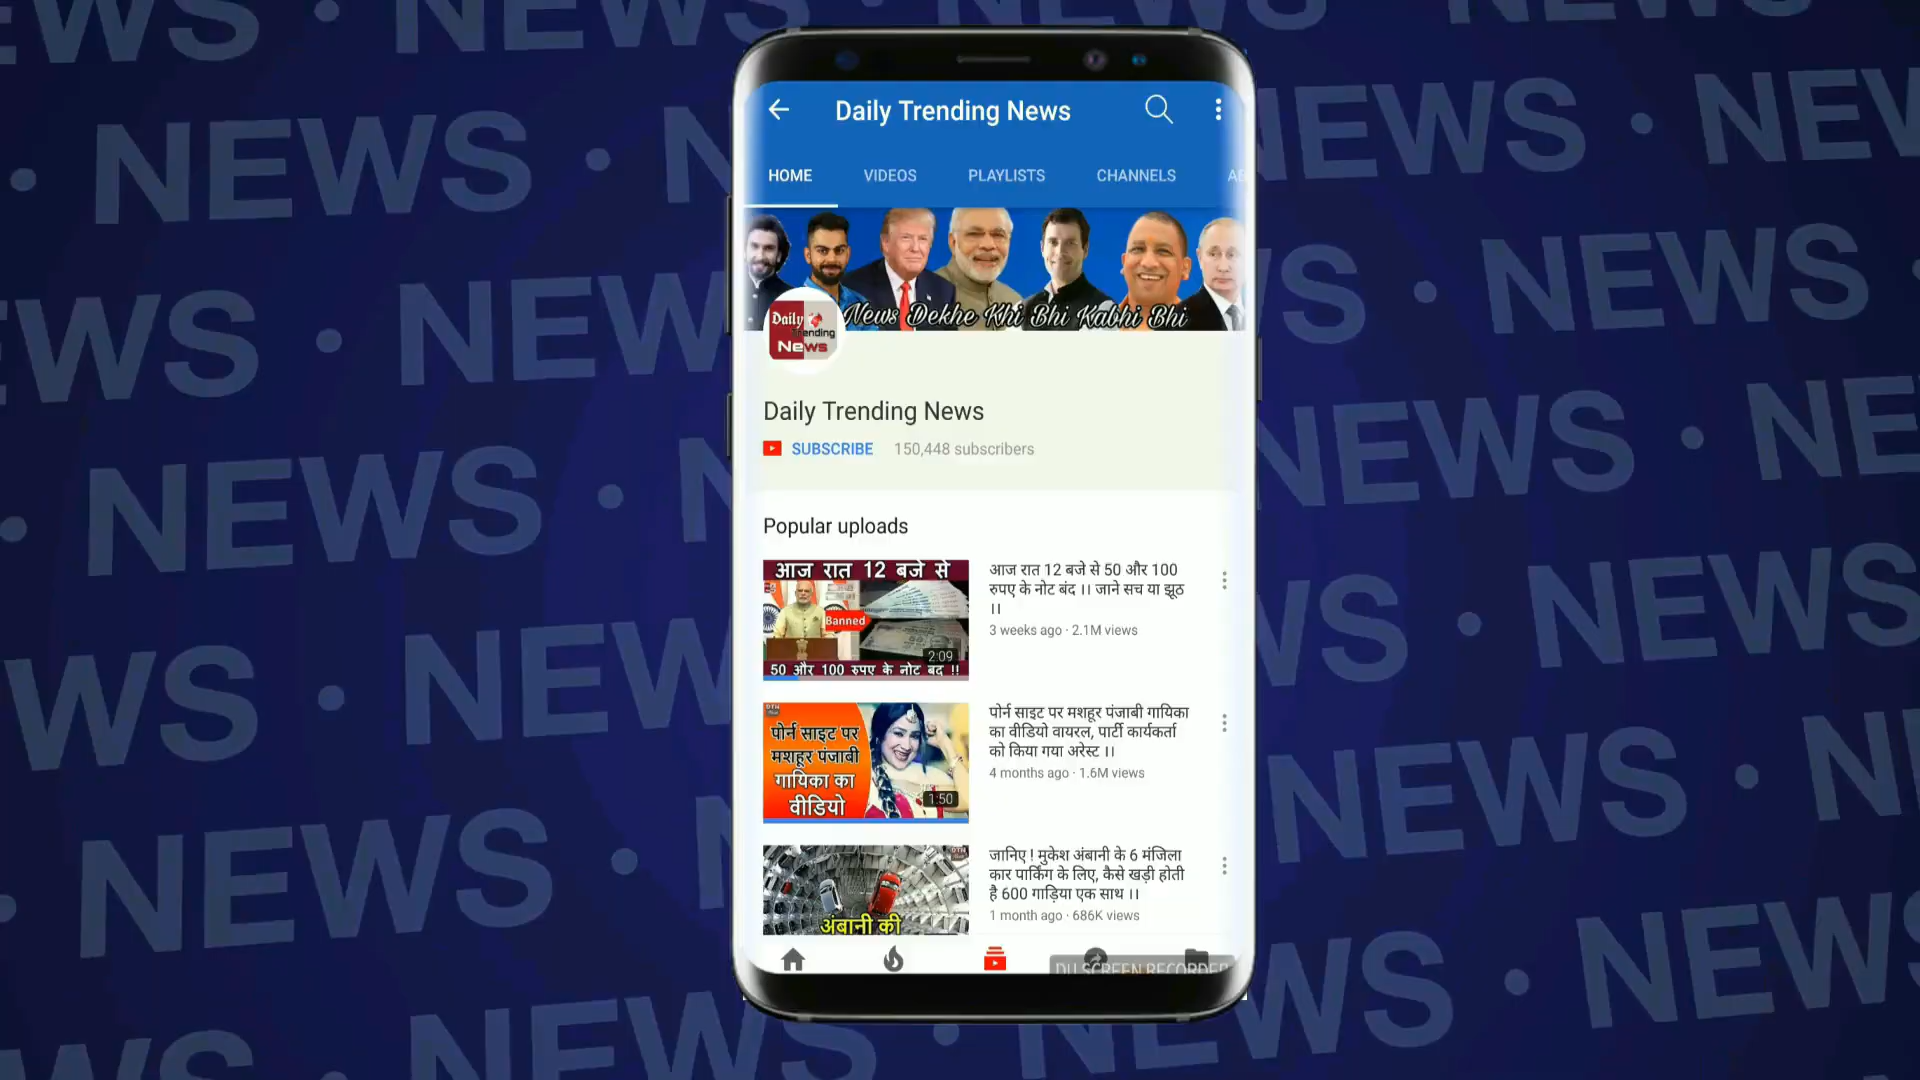 Daily Trending News
HOME VIDEOS PLAYLISTS CHANNELS
News Dekhe Khi Bhi Kabhi Bhi
Daily
Trending
News
Daily Trending News
SUBSCRIBE 150,448 subscribers
Popular uploads
आज रात 12 बजे से
Banned
2:09
50 और 100 रुपए के नोट बंद !!
आज रात 12 बजे से 50 और 100
रुपए के नोट बंद ।। जाने सच या झूठ
।।
3 weeks ago · 2.1M views
पोर्न साइट पर
मशहूर पंजाबी
गायिका का
वीडियो
1:50
पोर्न साइट पर मशहूर पंजाबी गायिका
का वीडियो वायरल, पार्टी कार्यकर्ता
को किया गया अरेस्ट ।।
4 months ago · 1.6M views
अंबानी की
जानिए ! मुकेश अंबानी के 6 मंजिला
कार पार्किंग के लिए, कैसे खड़ी होती
है 600 गाड़िया एक साथ ।।
1 month ago · 686K views
DU SCREEN RECORDER
NEWS · NEWS · NEWS